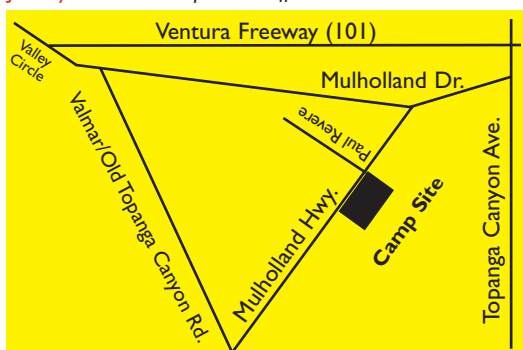 Ventura Freeway (101)
Valley
Circle
Mulholland Dr.
Paul Revere
Valmar/Old Topanga Canyon Rd.
Mulholland Hwy.
Camp Site
Topanga Canyon Ave.